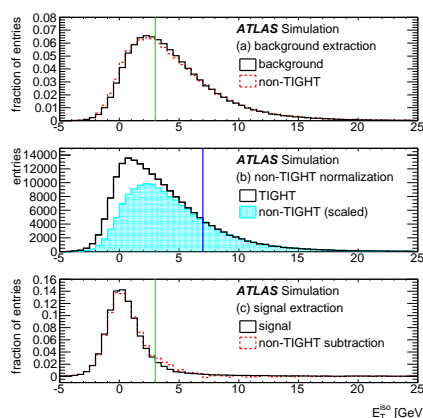 fraction of entries
0.08
0.07
0.06
0.05
0.04
0.03
0.02
0.01
0
-5 0 5 10 15 20 25
ATLAS Simulation
(a) background extraction
background
non-TIGHT
entries
14000
12000
10000
8000
6000
4000
2000
0
-5 0 5 10 15 20 25
ATLAS Simulation
(b) non-TIGHT normalization
TIGHT
non-TIGHT (scaled)
fraction of entries
0.16
0.14
0.12
0.10
0.08
0.06
0.04
0.02
0
-5 0 5 10 15 20 25
ATLAS Simulation
(c) signal extraction
signal
non-TIGHT subtraction
E_T^iso [GeV